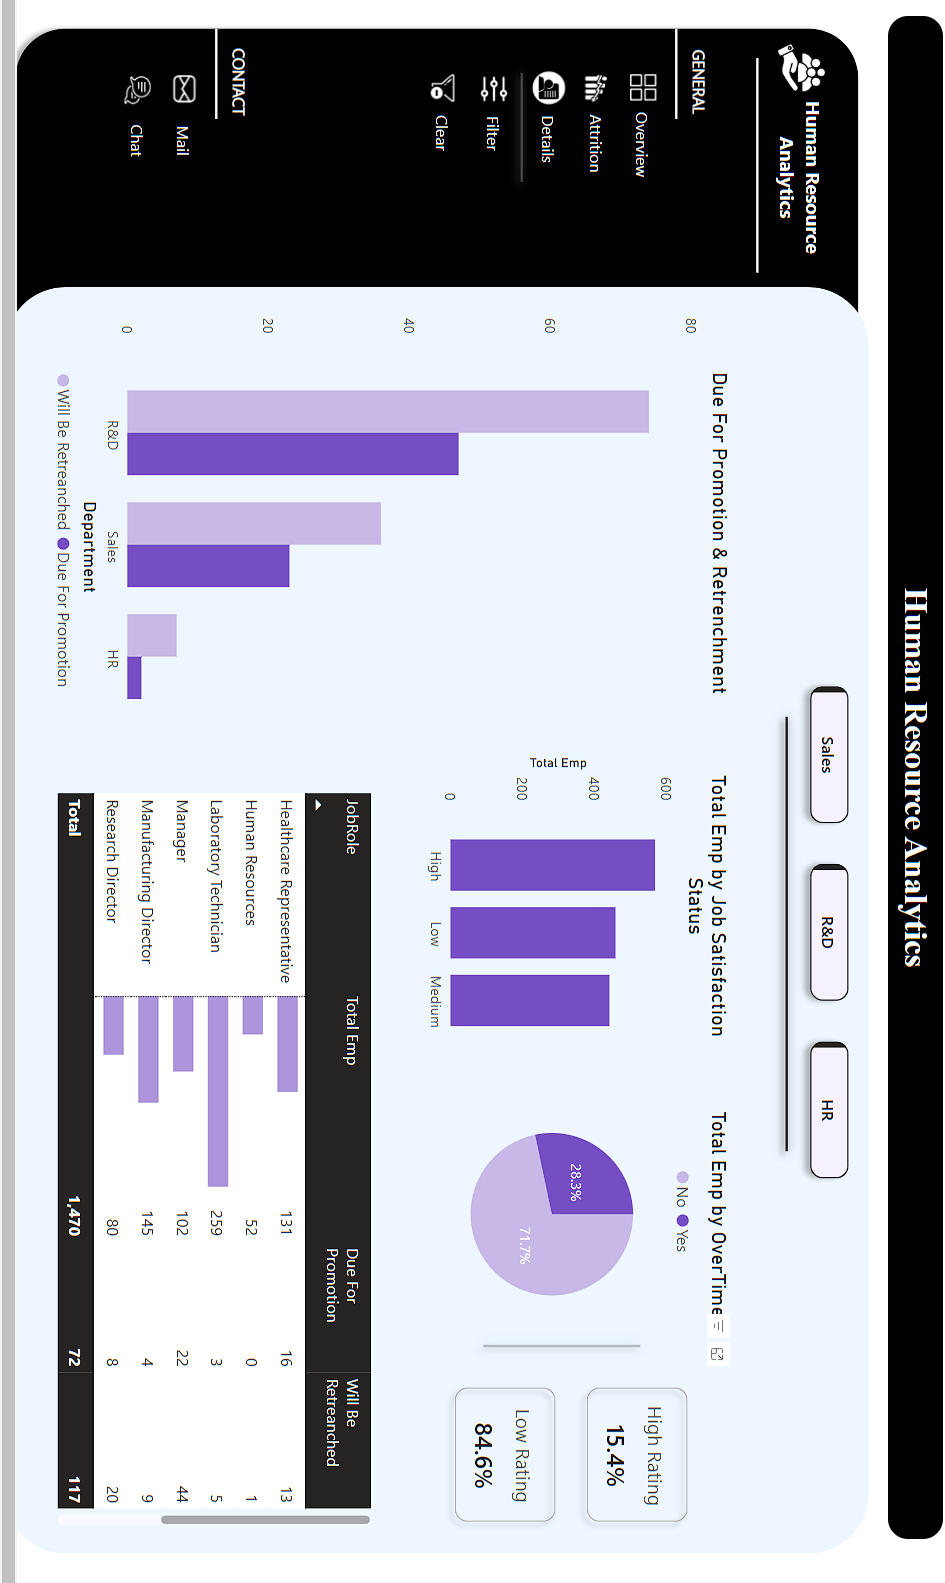 Human Resource Analytics
Human Resource
Analytics
GENERAL
Overview
Attrition
Details
Filter
Clear
CONTACT
Mail
Chat
Sales
R&D
HR
Due For Promotion & Retrenchment
80
60
40
20
0
R&D
Sales
HR
Department
Will Be Retreanched
Due For Promotion
Total Emp by Job Satisfaction
Status
Total Emp
600
400
200
0
High
Low
Medium
Total Emp by OverTime
No
Yes
28.3%
71.7%
High Rating
15.4%
Low Rating
84.6%
JobRole Total Emp Due For Promotion Will Be Retreanched
Healthcare Representative 131 16 13
Human Resources 52 0 1
Laboratory Technician 259 3 5
Manager 102 22 44
Manufacturing Director 145 4 9
Research Director 80 8 20
Total 1,470 72 117